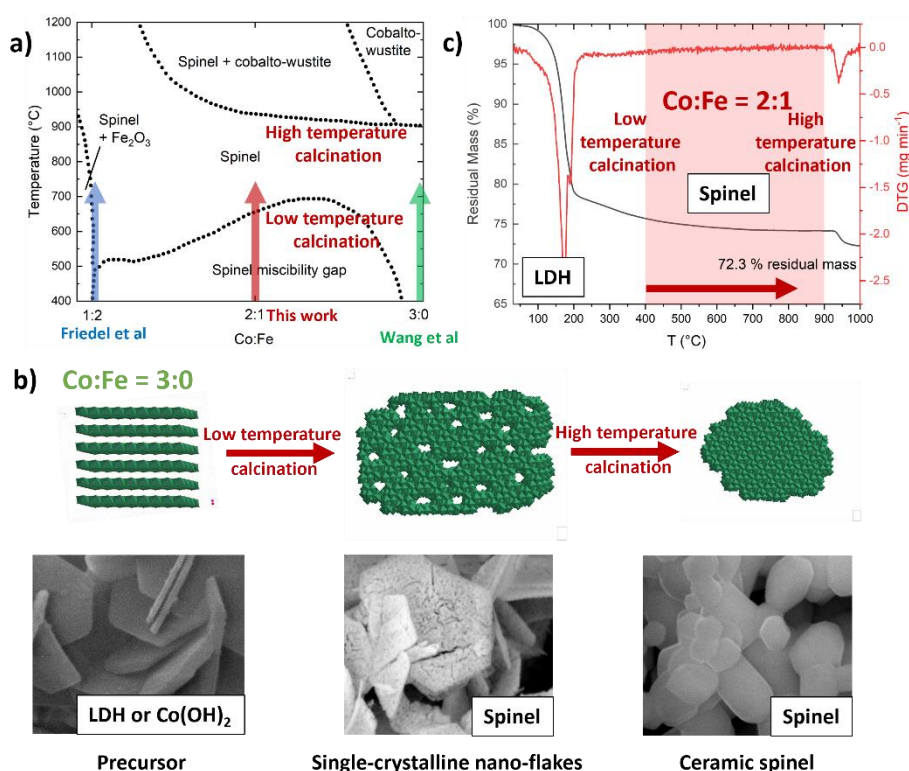 a)
1200
1100
1000
900
800
700
600
500
400
Temperature (°C)
Spinel + cobalto-wustite
Cobalto-
wustite
Spinel
+ Fe₂O₃
High temperature
calcination
Spinel
Low temperature
calcination
Spinel miscibility gap
1:2
2:1
This work
3:0
Friedel et al
Co:Fe
Wang et al
c)
100
95
90
85
80
75
70
65
Residual Mass (%)
0.0
-0.5
-1.0
-1.5
-2.0
-2.5
DTG (mg min⁻¹)
Co:Fe = 2:1
Low
temperature
calcination
High
temperature
calcination
Spinel
LDH
72.3 % residual mass
100 200 300 400 500 600 700 800 900 1000
T (°C)
b)
Co:Fe = 3:0
Low temperature
calcination
High temperature
calcination
LDH or Co(OH)₂
Spinel
Spinel
Precursor
Single-crystalline nano-flakes
Ceramic spinel